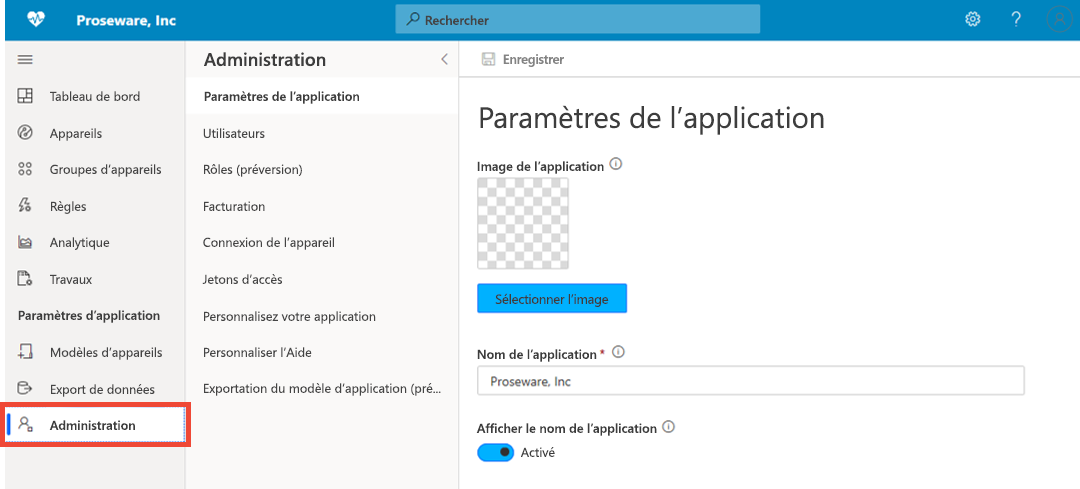 Proseware, Inc
Rechercher
Tableau de bord
Appareils
Groupes d’appareils
Règles
Analytique
Travaux
Paramètres d’application
Modèles d’appareils
Export de données
Administration
Administration
Paramètres de l’application
Utilisateurs
Rôles (préversion)
Facturation
Connexion de l’appareil
Jetons d’accès
Personnalisez votre application
Personnaliser l’Aide
Exportation du modèle d’application (pré...
Enregistrer
Paramètres de l’application
Image de l’application
Sélectionner l’image
Nom de l’application *
Proseware, Inc
Afficher le nom de l’application
Activé